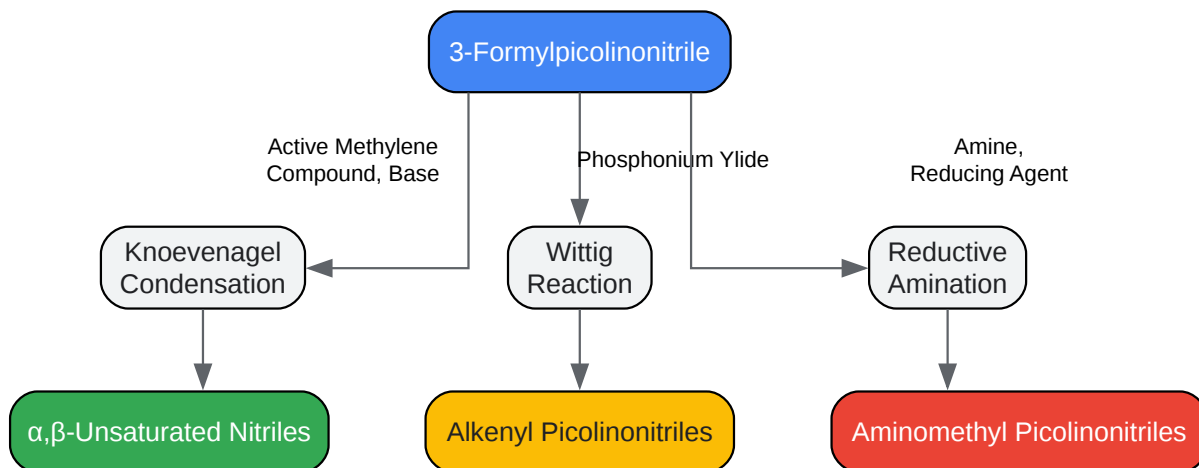 3-Formylpicolinonitrile
Active Methylene
Compound, Base
Phosphonium Ylide
Amine,
Reducing Agent
Knoevenagel
Condensation
Wittig
Reaction
Reductive
Amination
α,β-Unsaturated Nitriles
Alkenyl Picolinonitriles
Aminomethyl Picolinonitriles